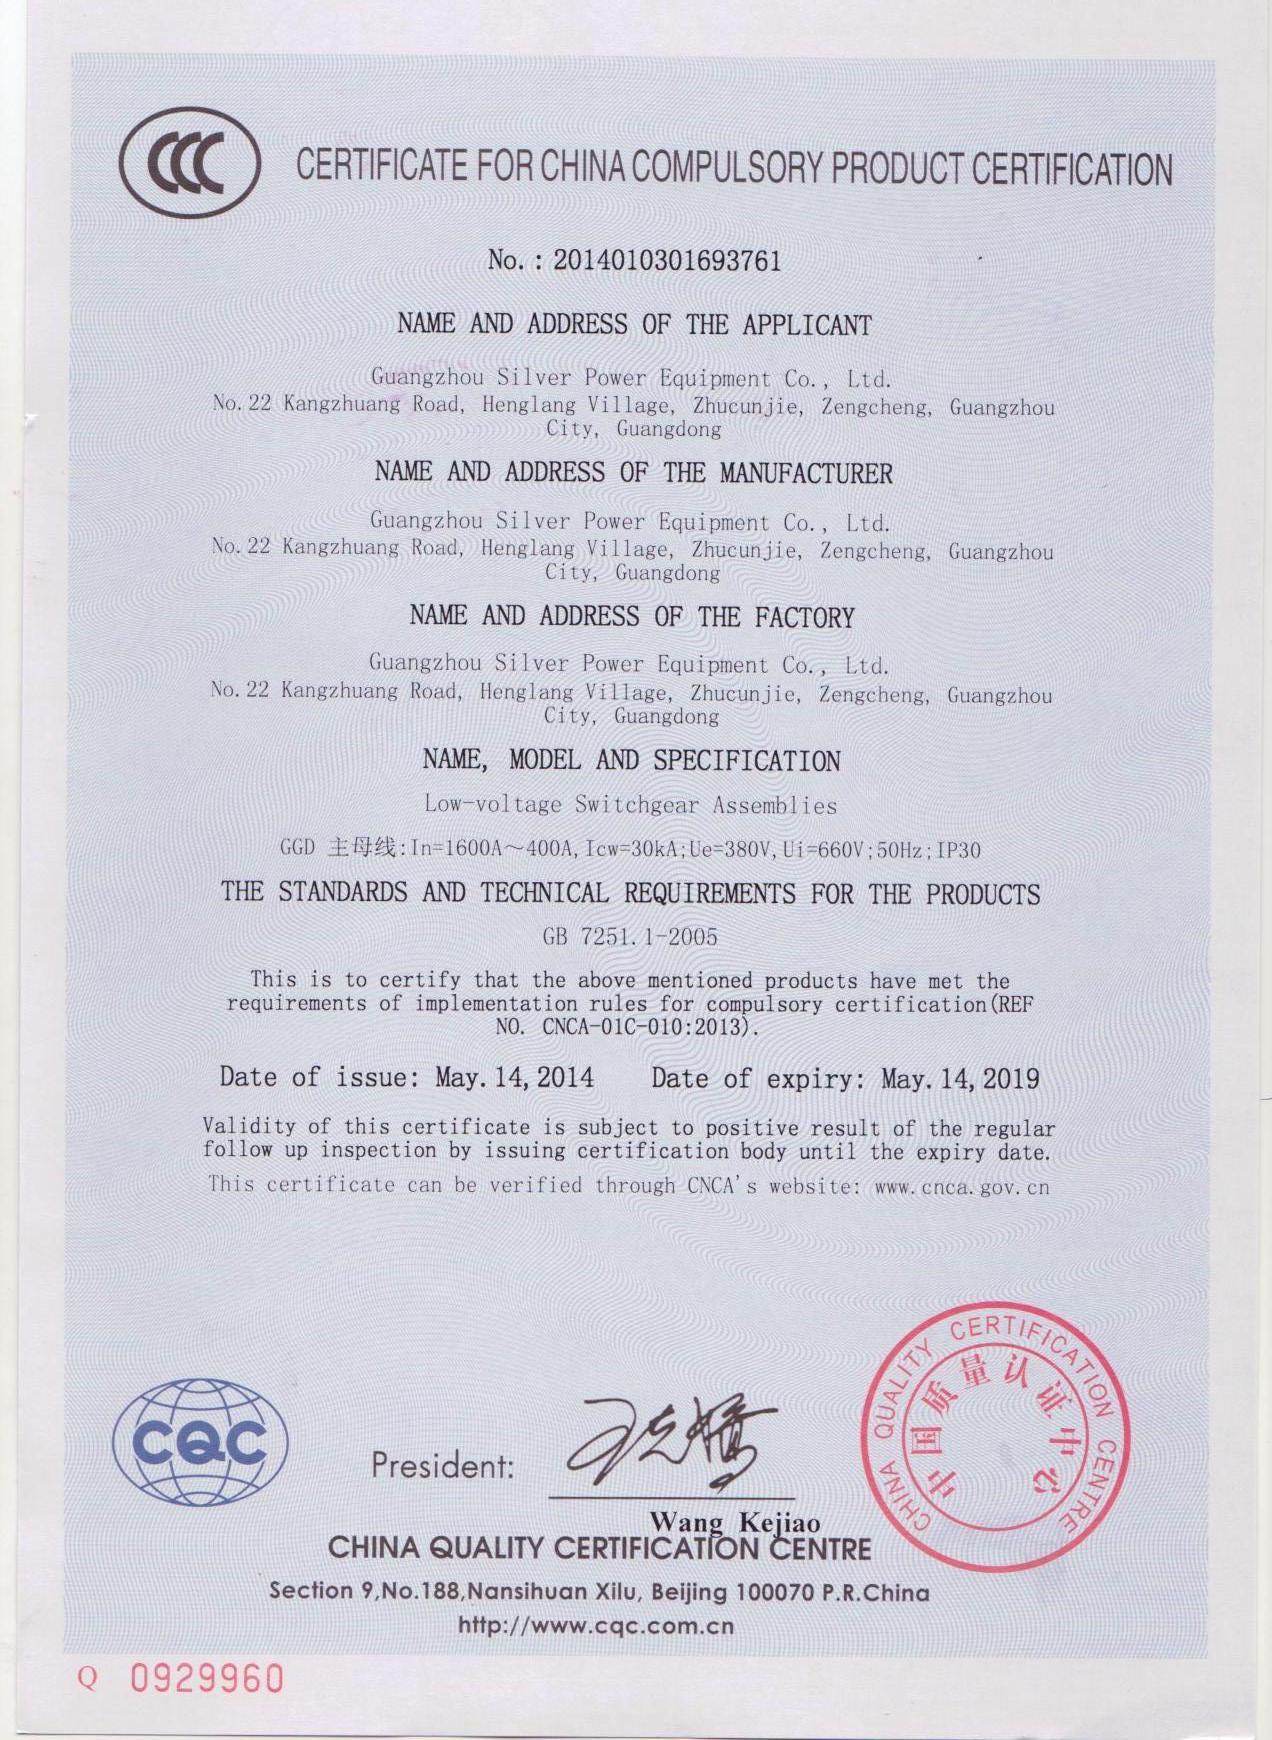 CCC
CERTIFICATE FOR CHINA COMPULSORY PRODUCT CERTIFICATION
No. : 2014010301693761
NAME AND ADDRESS OF THE APPLICANT
Guangzhou Silver Power Equipment Co., Ltd.
No.22 Kangzhuang Road, Henglang Village, Zhucunjie, Zengcheng, Guangzhou
City, Guangdong
NAME AND ADDRESS OF THE MANUFACTURER
Guangzhou Silver Power Equipment Co., Ltd.
No.22 Kangzhuang Road, Henglang Village, Zhucunjie, Zengcheng, Guangzhou
City, Guangdong
NAME AND ADDRESS OF THE FACTORY
Guangzhou Silver Power Equipment Co., Ltd.
No.22 Kangzhuang Road, Henglang Village, Zhucunjie, Zengcheng, Guangzhou
City, Guangdong
NAME, MODEL AND SPECIFICATION
Low-voltage Switchgear Assemblies
GGD 主母线:In=1600A~400A,Icw=30kA;Ue=380V,Ui=660V;50Hz;IP30
THE STANDARDS AND TECHNICAL REQUIREMENTS FOR THE PRODUCTS
GB 7251.1-2005
This is to certify that the above mentioned products have met the
requirements of implementation rules for compulsory certification(REF
NO. CNCA-01C-010:2013).
Date of issue: May.14,2014 Date of expiry: May.14,2019
Validity of this certificate is subject to positive result of the regular
follow up inspection by issuing certification body until the expiry date.
This certificate can be verified through CNCA's website: www.cnca.gov.cn
CHINA QUALITY CERTIFICATION CENTRE
中国质量认证中心
CQC
President:
王克娇
Wang Kejiao
CHINA QUALITY CERTIFICATION CENTRE
Section 9,No.188,Nansihuan Xilu, Beijing 100070 P.R.China
http://www.cqc.com.cn
Q 0929960